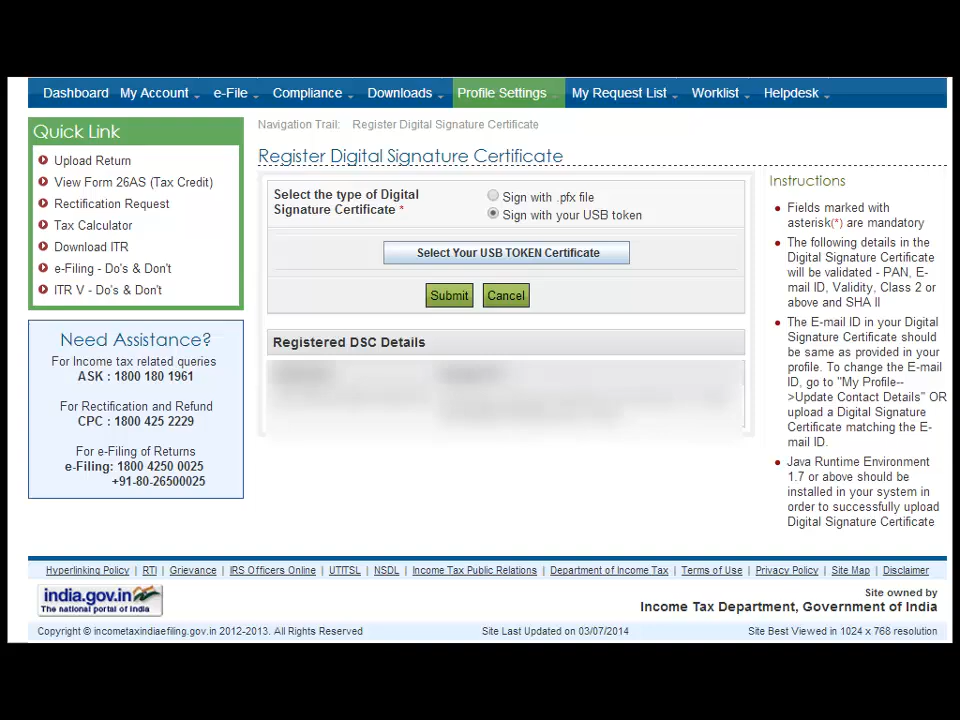 Dashboard My Account e-File Compliance Downloads Profile Settings My Request List Worklist Helpdesk
Quick Link
Upload Return
View Form 26AS (Tax Credit)
Rectification Request
Tax Calculator
Download ITR
e-Filing - Do's & Don't
ITR V - Do's & Don't
Need Assistance?
For Income tax related queries
ASK : 1800 180 1961
For Rectification and Refund
CPC : 1800 425 2229
For e-Filing of Returns
e-Filing: 1800 4250 0025
+91-80-26500025
Navigation Trail: Register Digital Signature Certificate
Register Digital Signature Certificate
Select the type of Digital
Signature Certificate *
Sign with .pfx file
Sign with your USB token
Select Your USB TOKEN Certificate
Submit Cancel
Registered DSC Details
Instructions
Fields marked with
asterisk(*) are mandatory
The following details in the
Digital Signature Certificate
will be validated - PAN, E-
mail ID, Validity, Class 2 or
above and SHA II
The E-mail ID in your Digital
Signature Certificate should
be same as provided in your
profile. To change the E-mail
ID, go to "My Profile--
>Update Contact Details" OR
upload a Digital Signature
Certificate matching the E-
mail ID.
Java Runtime Environment
1.7 or above should be
installed in your system in
order to successfully upload
Digital Signature Certificate
Hyperlinking Policy | RTI | Grievance | IRS Officers Online | UTITSL | NSDL | Income Tax Public Relations | Department of Income Tax | Terms of Use | Privacy Policy | Site Map | Disclaimer
india.gov.in
The national portal of India
Site owned by
Income Tax Department, Government of India
Copyright © incometaxindiaefiling.gov.in 2012-2013. All Rights Reserved Site Last Updated on 03/07/2014 Site Best Viewed in 1024 x 768 resolution